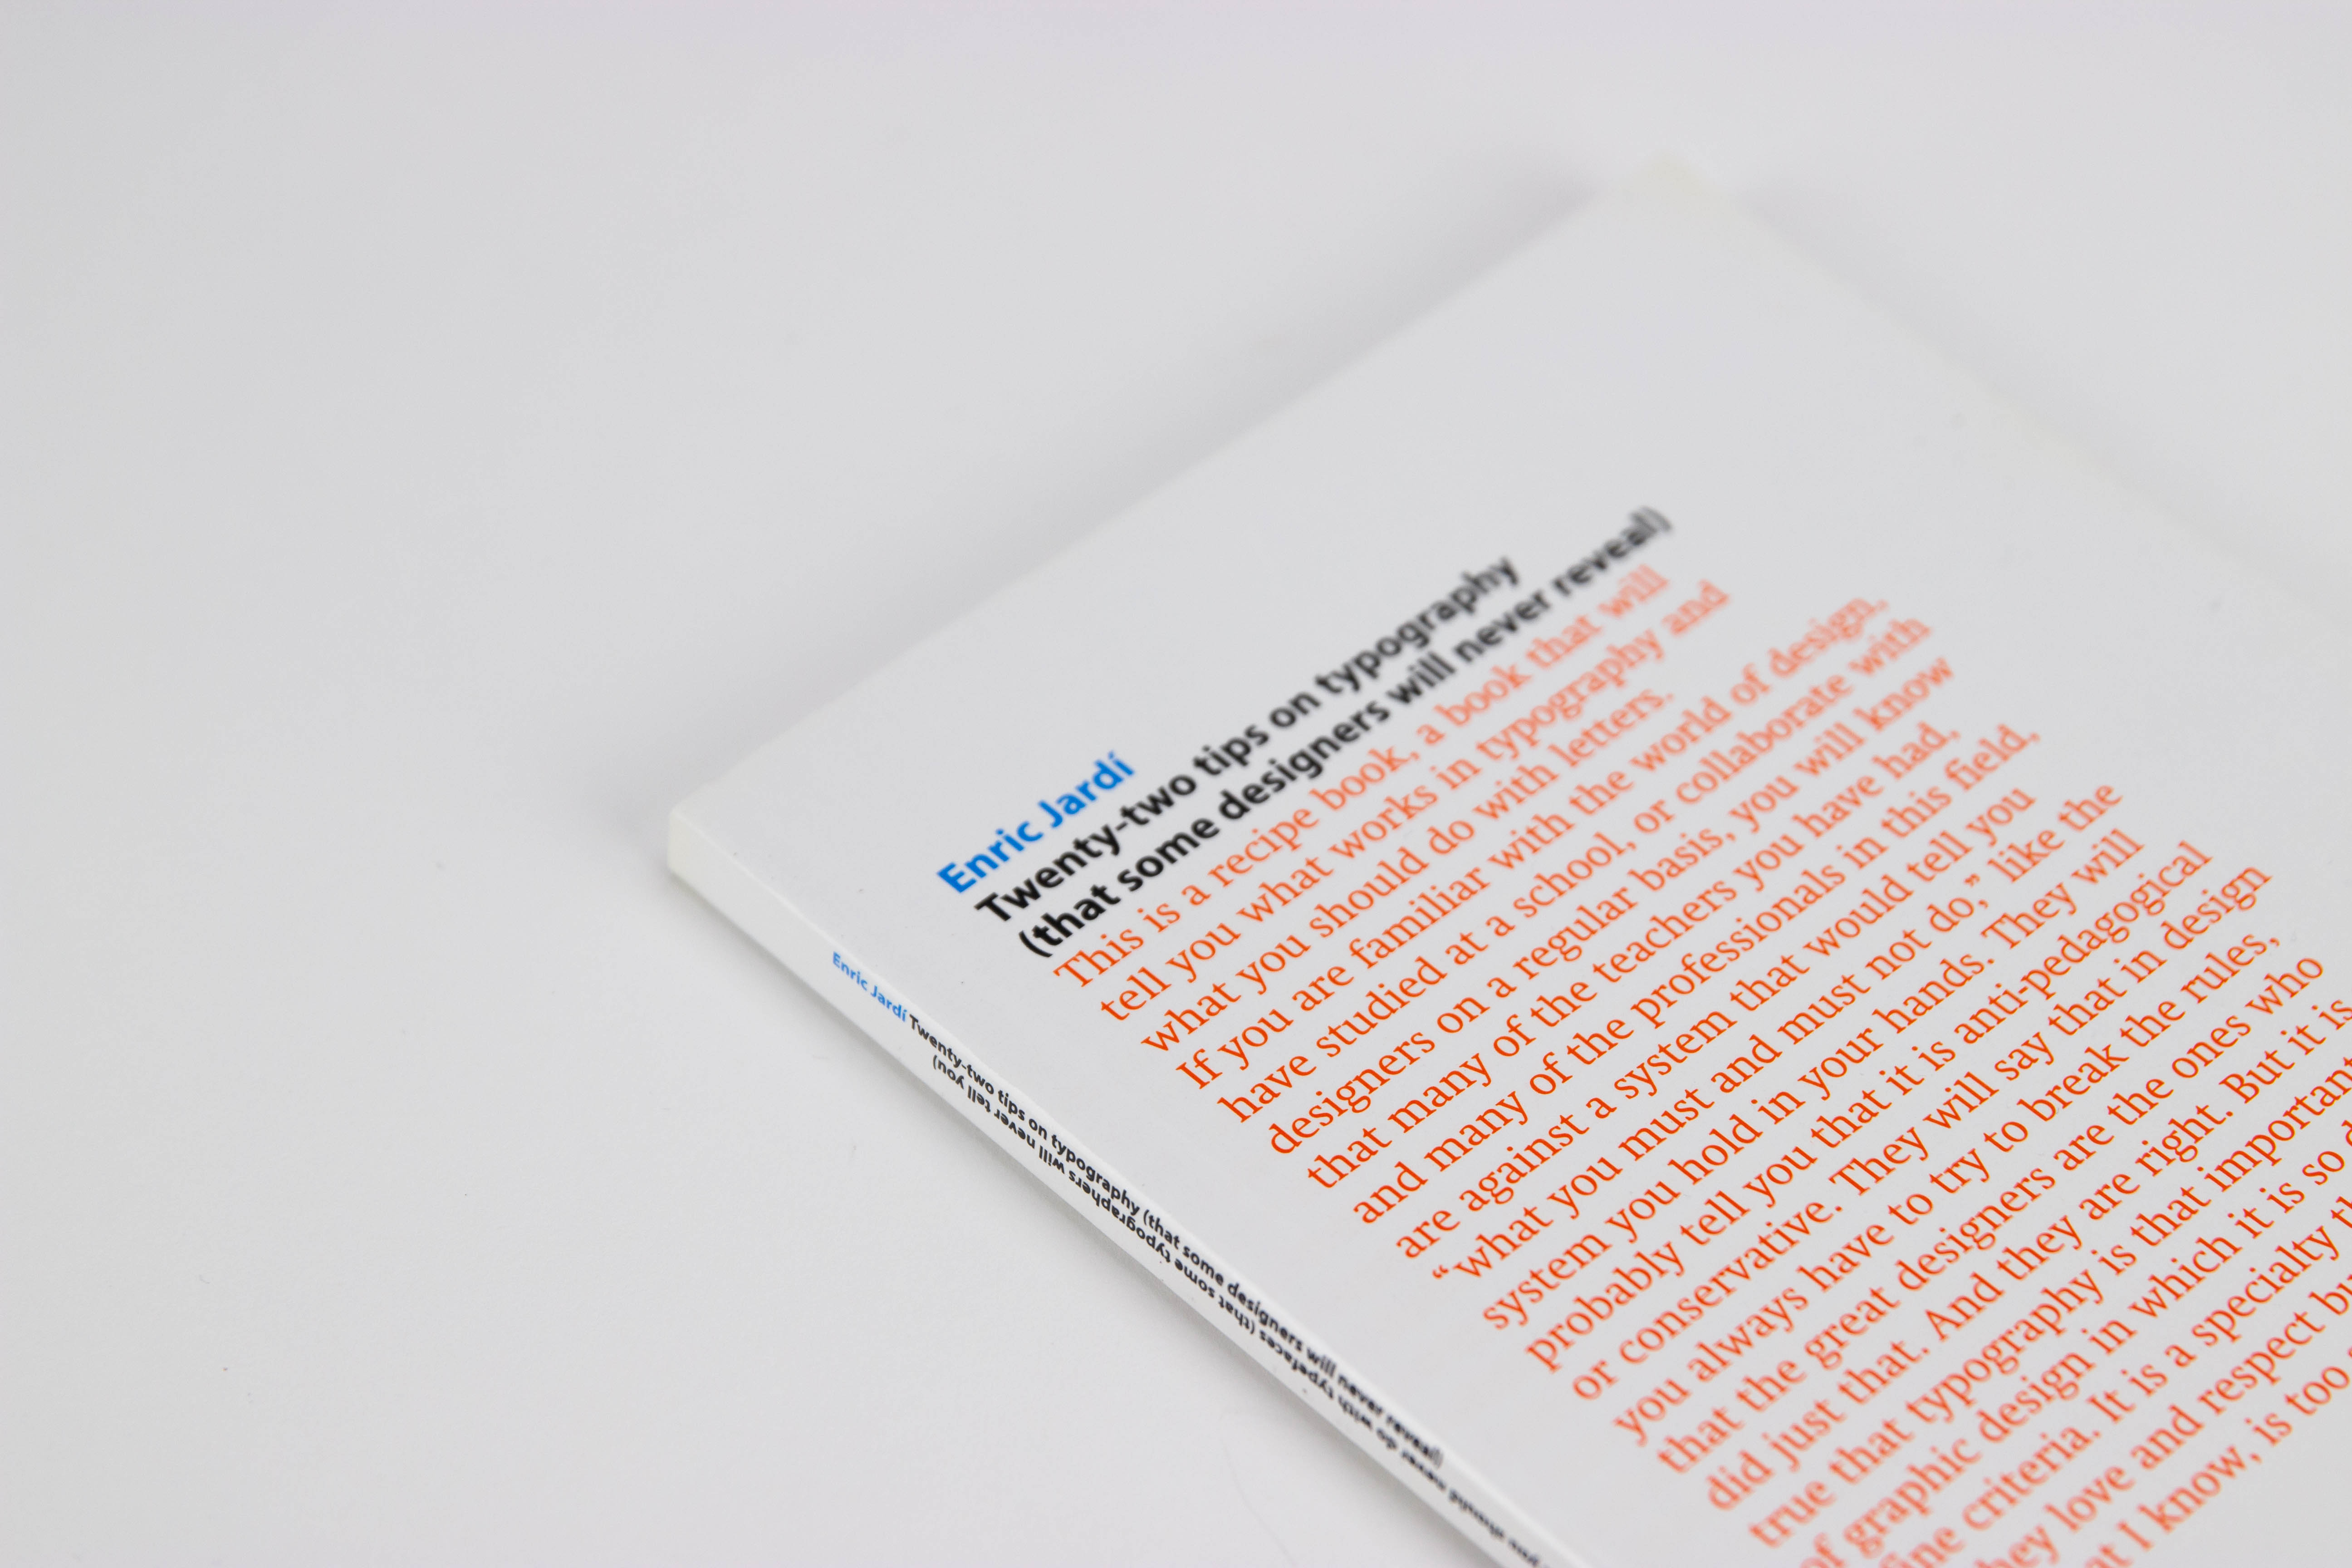 Enric Jardí
Twenty-two tips on typography
(that some designers will never reveal)
This is a recipe book, a book that will
tell you what works in typography and
what you should do with letters.
If you are familiar with the world of design,
have studied at a school, or collaborate with
designers on a regular basis, you will know
that many of the teachers you have had,
and many of the professionals in this field,
are against a system that would tell you
“what you must and must not do,” like the
system you hold in your hands. They will
probably tell you that it is anti-pedagogical
or conservative. They will say that in design
you always have to try to break the rules,
that the great designers are the ones who
did just that. And they are right. But it is
true that typography is that important
of graphic design in which it is so
fine criteria. It is a specialty
they love and respect
I know, is too
Enric Jardí Twenty-two tips on typography (that some designers will never reveal)
you should never do with typefaces (that some typographers will never tell you)